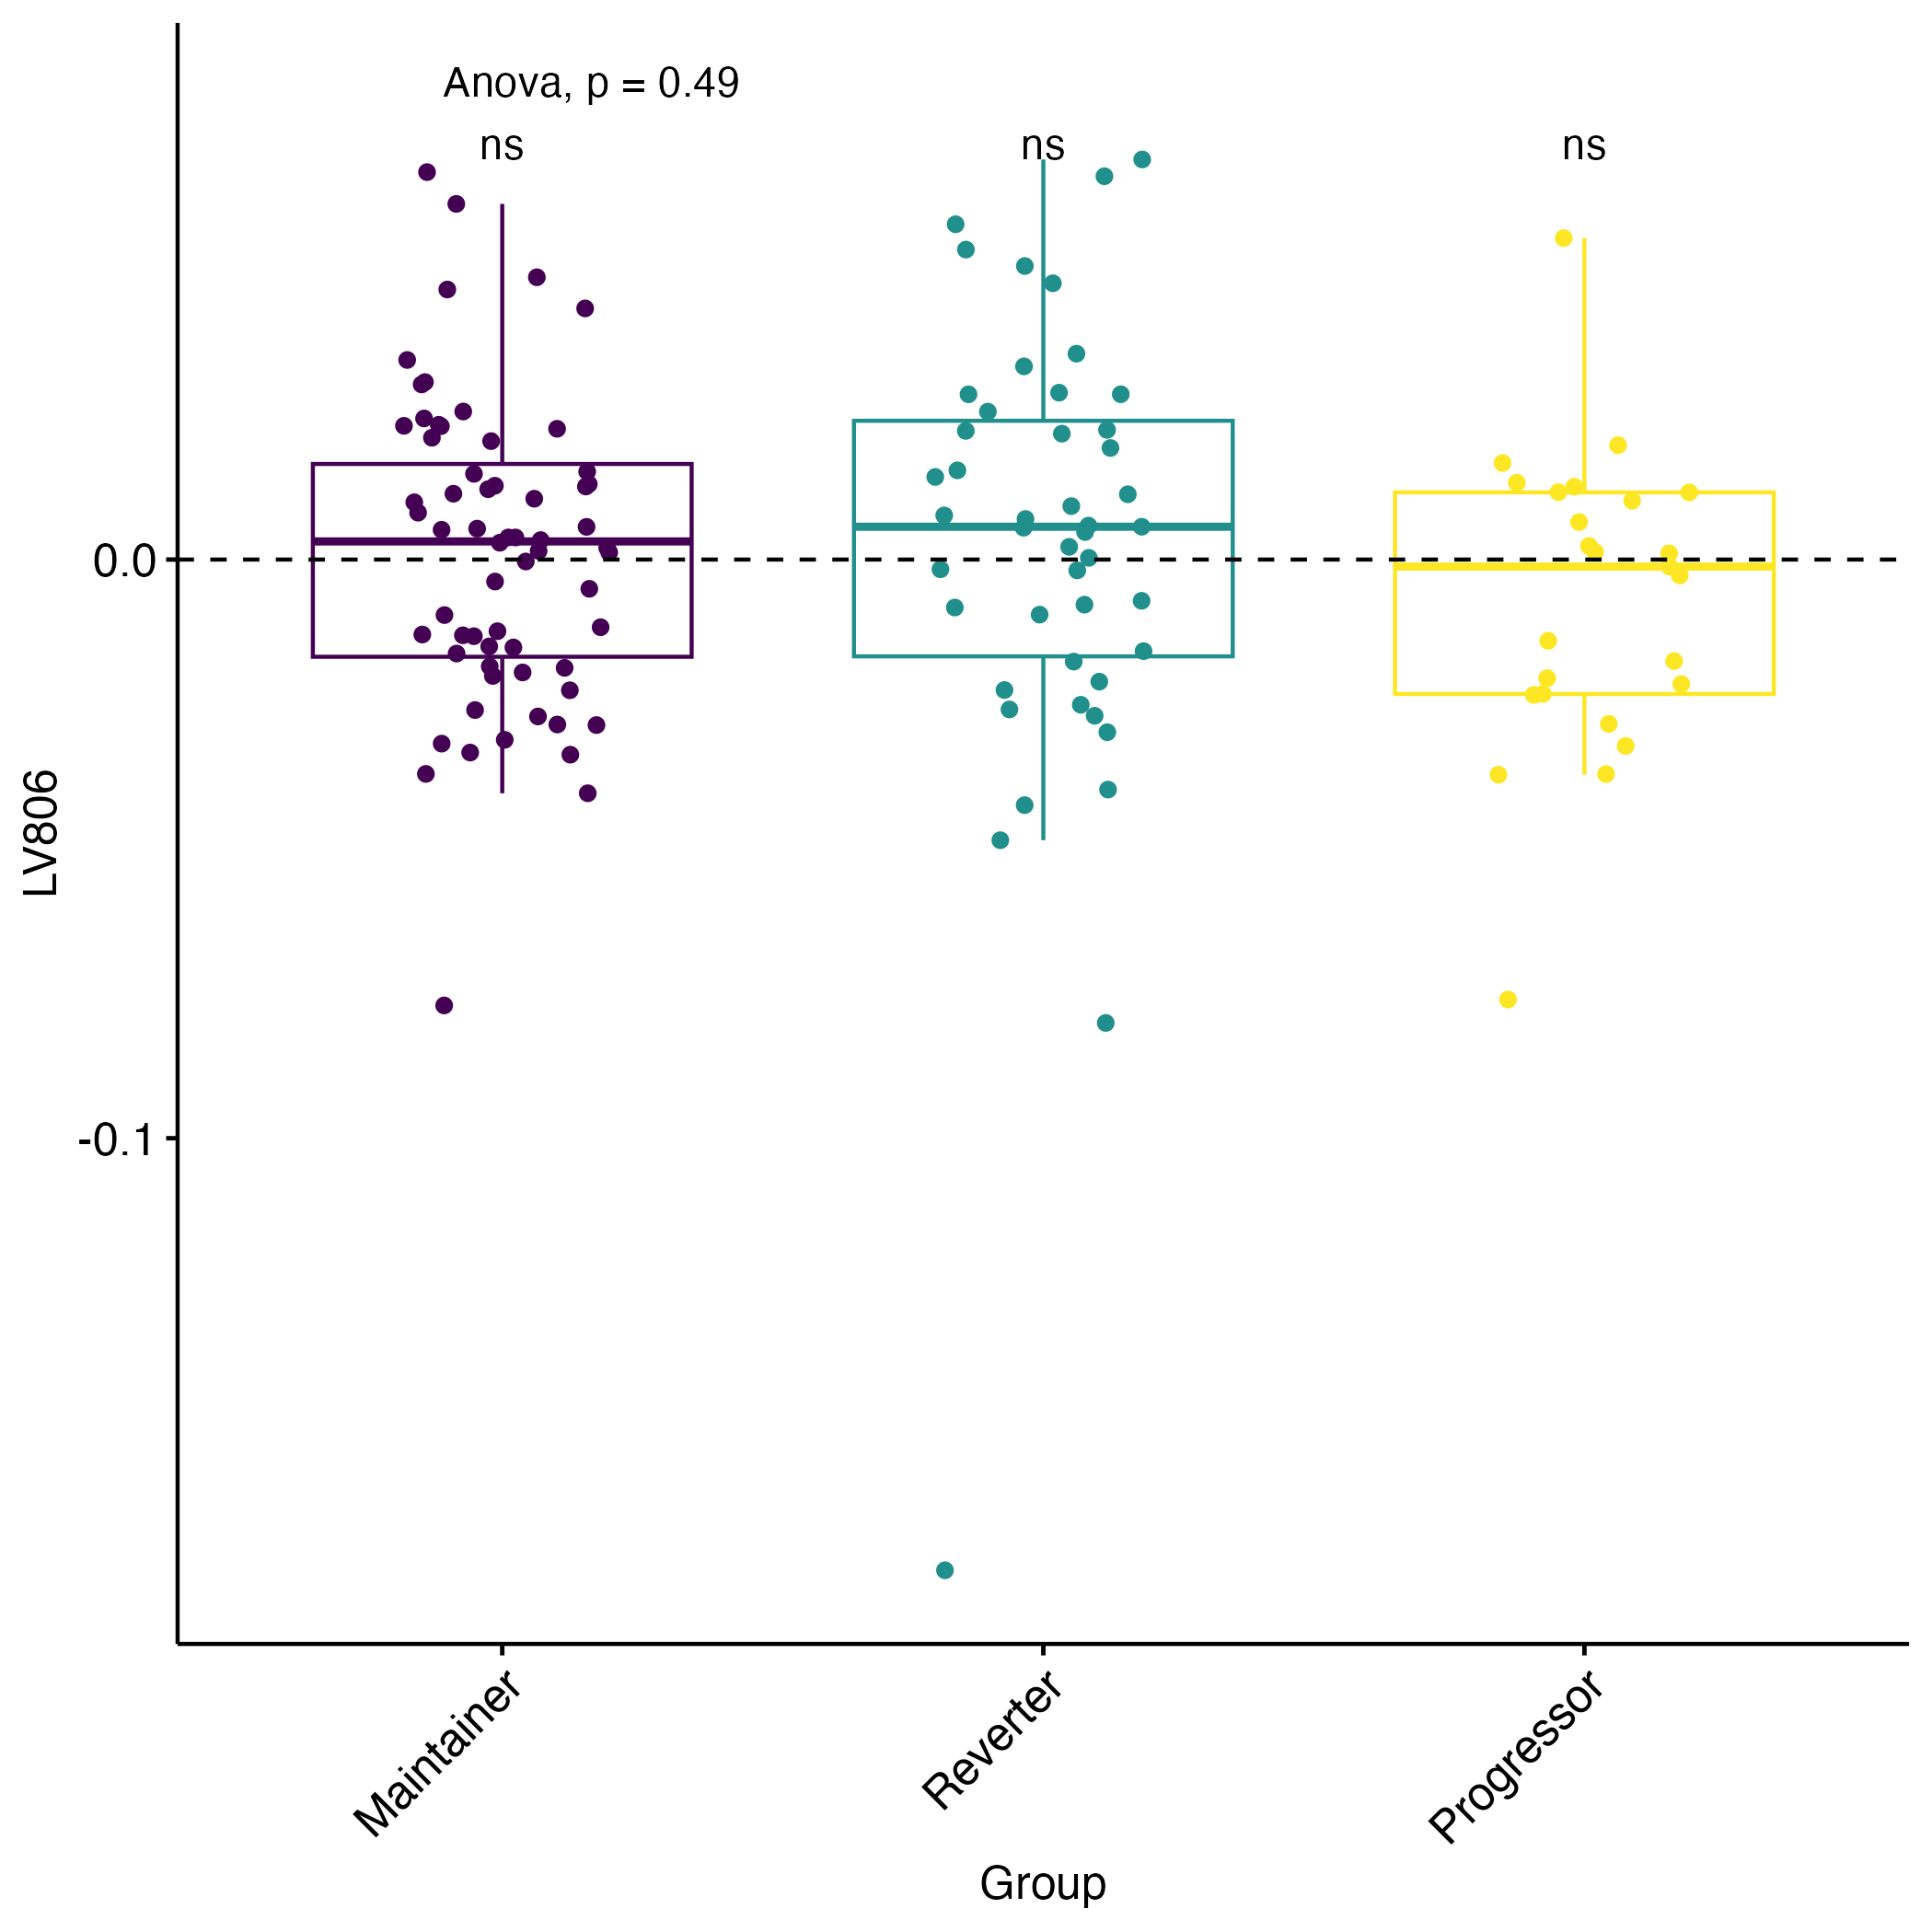 Anova, p = 0.49
ns ns ns
0.0
-0.1
LV806
Maintainer Reverter Progressor
Group